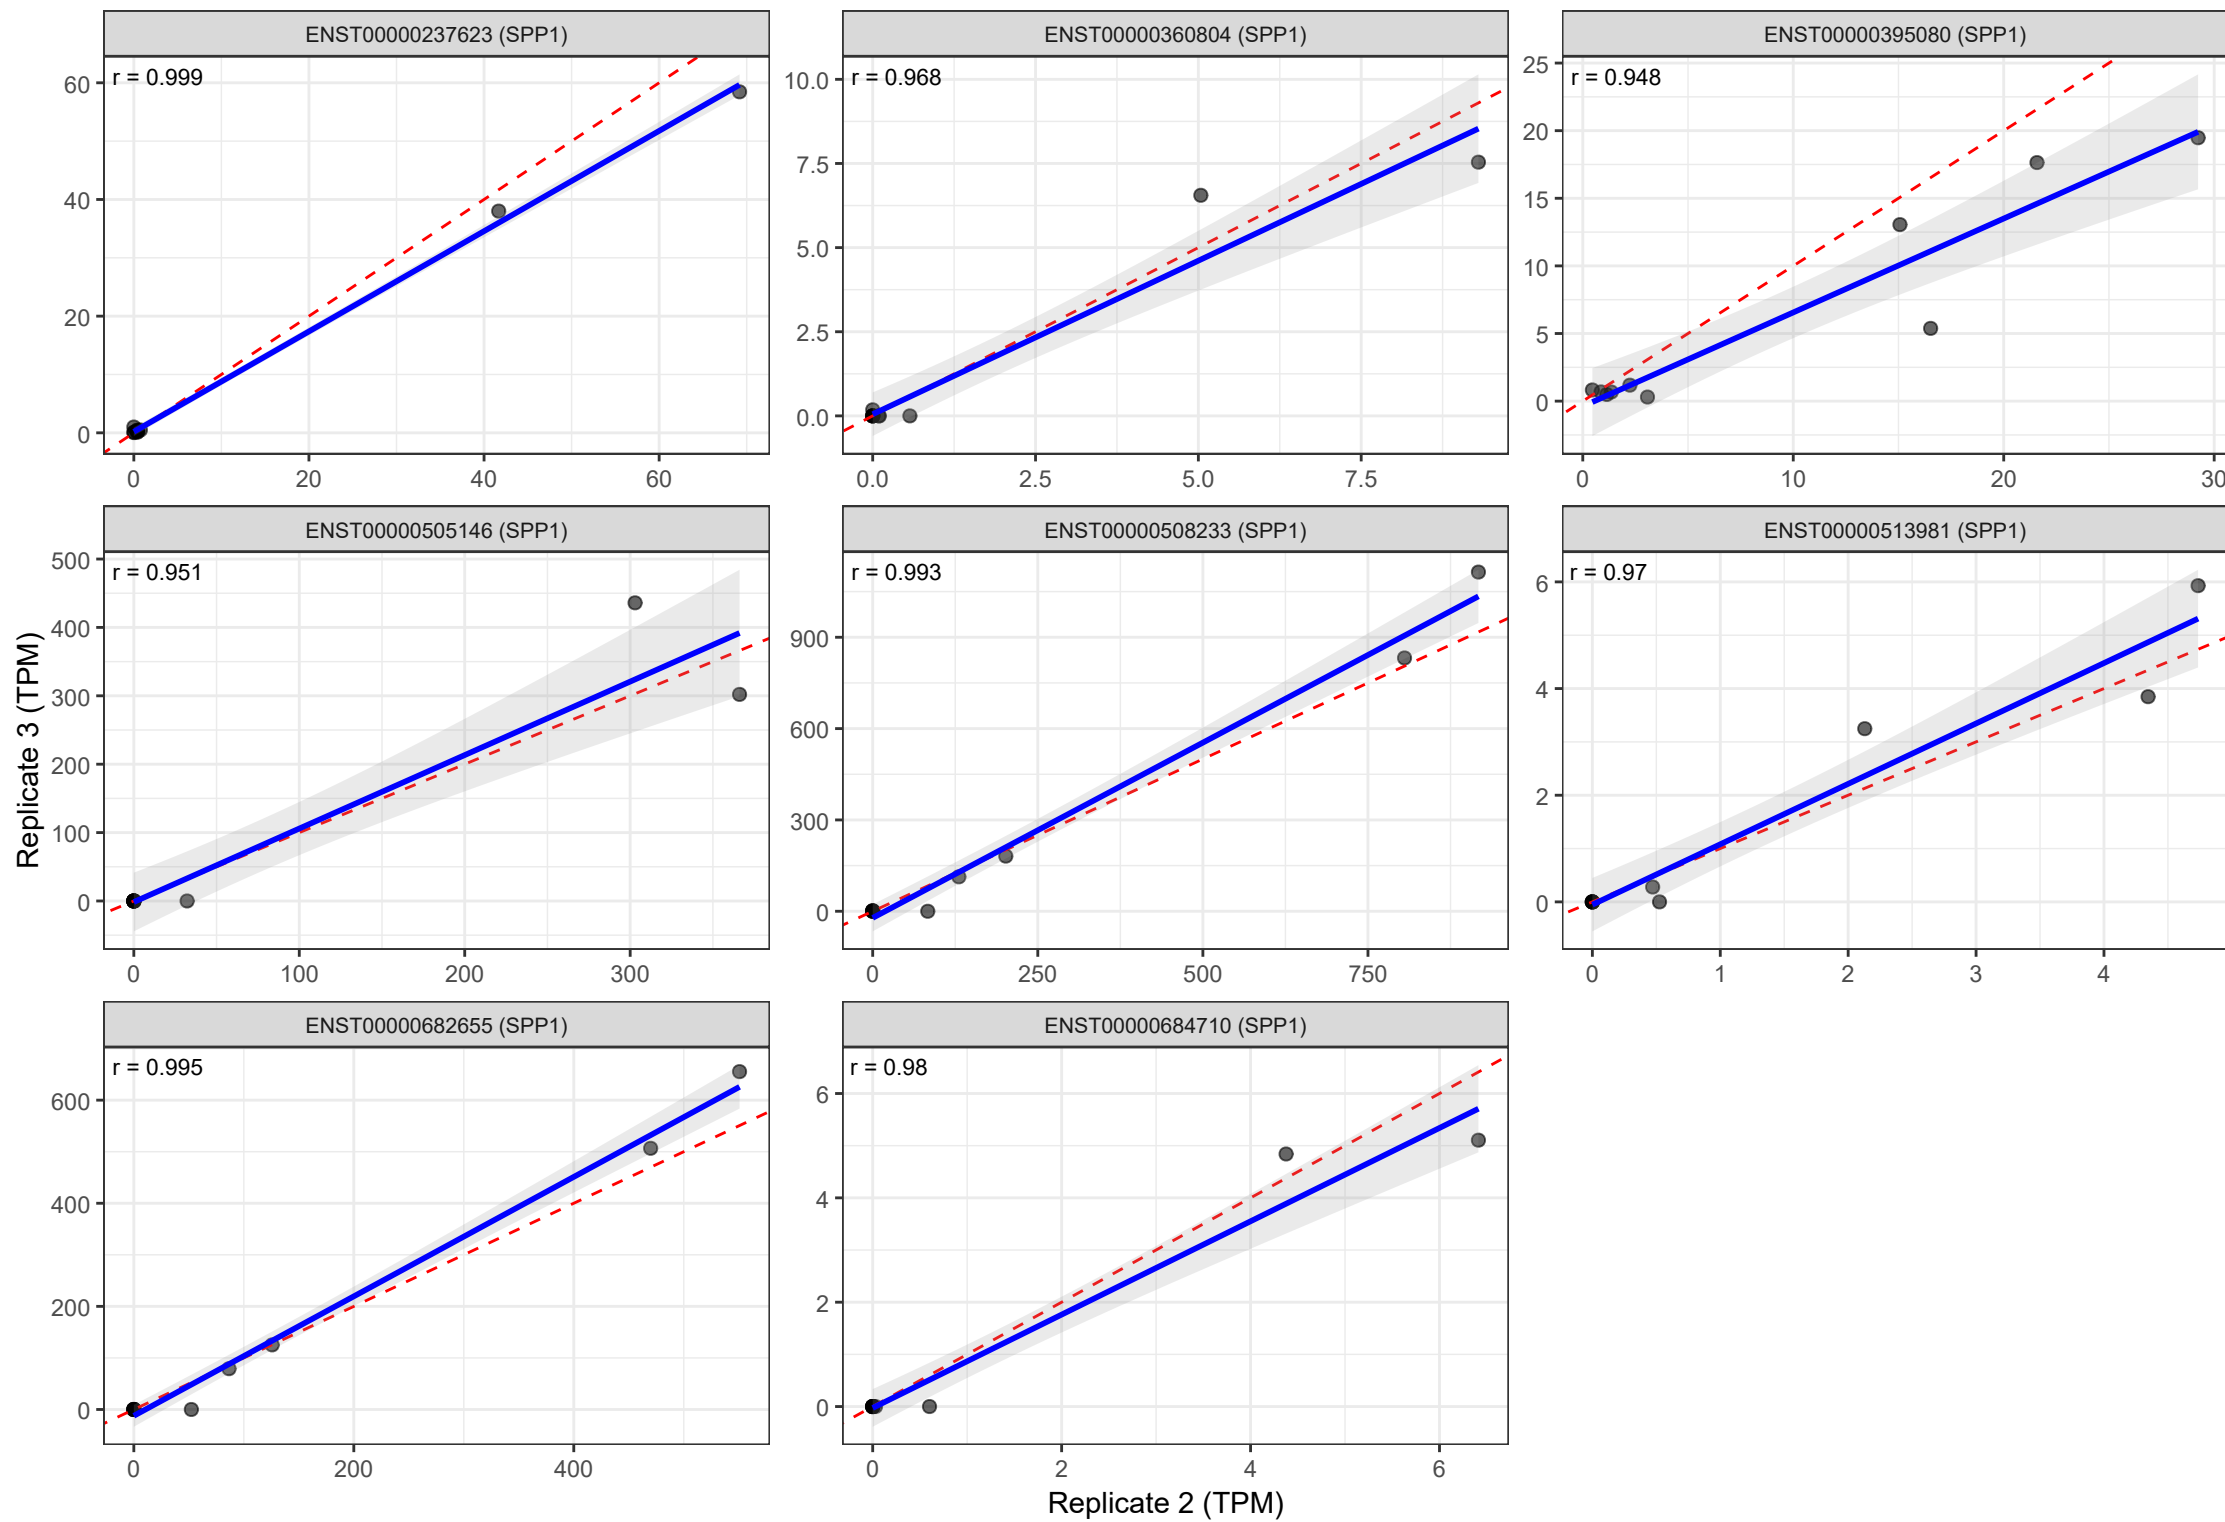 ENST00000237623 (SPP1)
r = 0.999
60
40
20
0
0 20 40 60
ENST00000360804 (SPP1)
r = 0.968
10.0
7.5
5.0
2.5
0.0
0.0 2.5 5.0 7.5
ENST00000395080 (SPP1)
r = 0.948
25
20
15
10
5
0
0 10 20 30
Replicate 3 (TPM)
ENST00000505146 (SPP1)
r = 0.951
500
400
300
200
100
0
0 100 200 300
ENST00000508233 (SPP1)
r = 0.993
900
600
300
0
0 250 500 750
ENST00000513981 (SPP1)
r = 0.97
6
4
2
0
0 1 2 3 4
ENST00000682655 (SPP1)
r = 0.995
600
400
200
0
0 200 400
ENST00000684710 (SPP1)
r = 0.98
6
4
2
0
0 2 4 6
Replicate 2 (TPM)